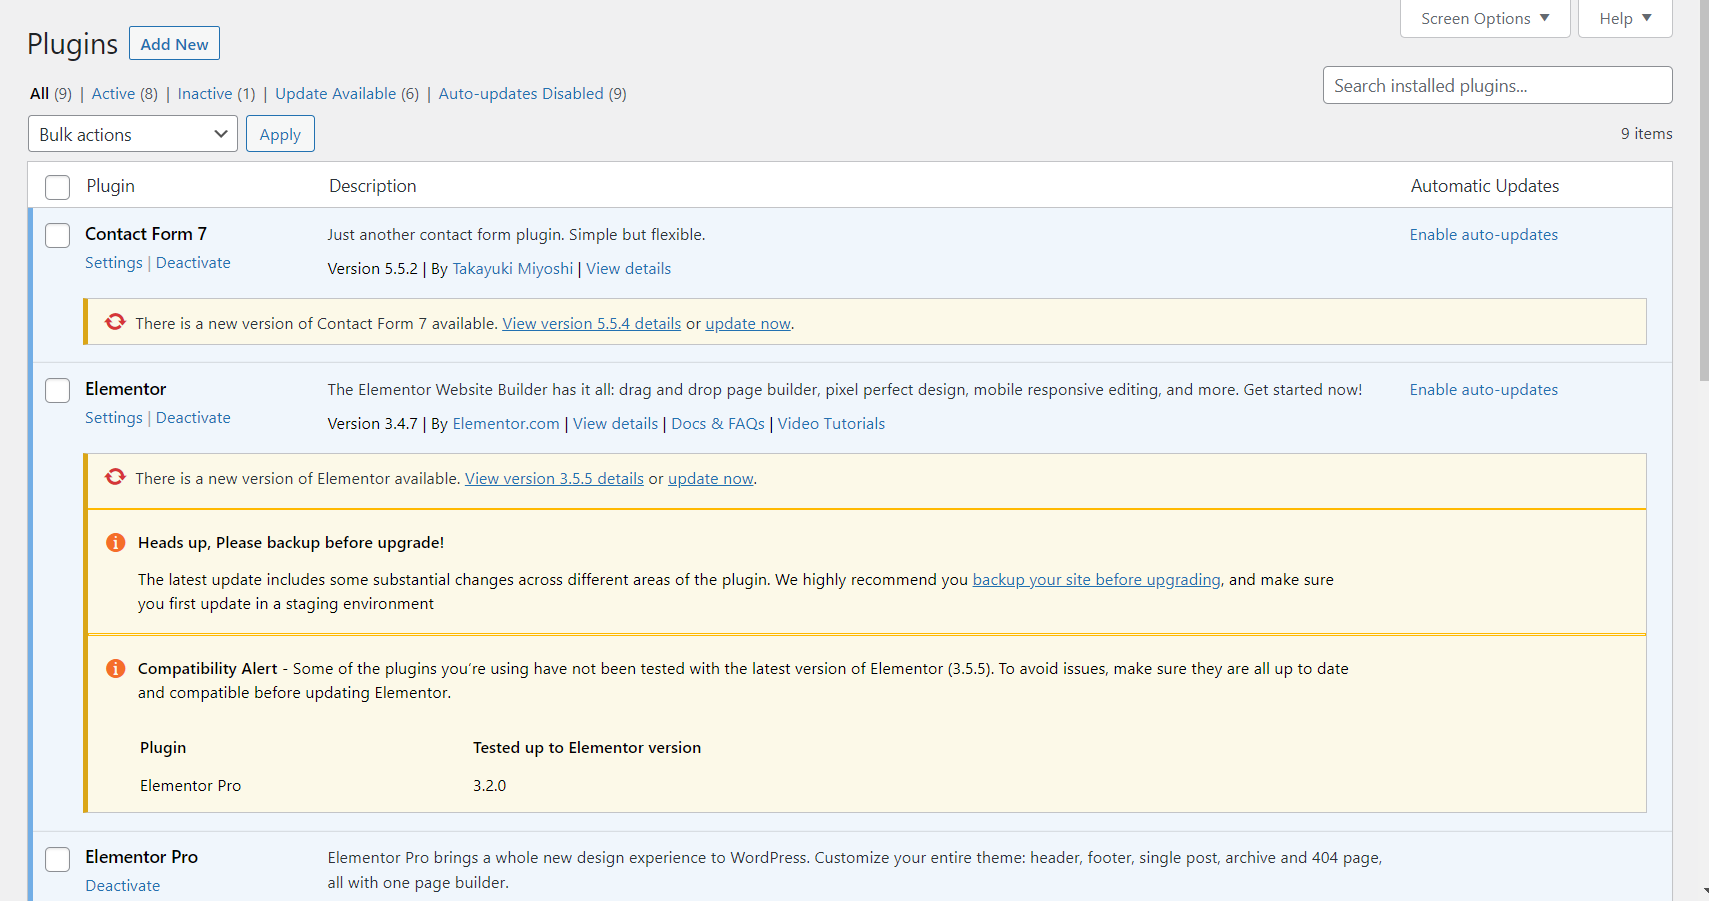 Screen Options Help
Plugins Add New
All (9) | Active (8) | Inactive (1) | Update Available (6) | Auto-updates Disabled (9)
Search installed plugins...
Bulk actions Apply
9 items
Plugin Description Automatic Updates
Contact Form 7
Settings | Deactivate
Just another contact form plugin. Simple but flexible.
Version 5.5.2 | By Takayuki Miyoshi | View details
Enable auto-updates
There is a new version of Contact Form 7 available. View version 5.5.4 details or update now.
Elementor
Settings | Deactivate
The Elementor Website Builder has it all: drag and drop page builder, pixel perfect design, mobile responsive editing, and more. Get started now!
Version 3.4.7 | By Elementor.com | View details | Docs & FAQs | Video Tutorials
Enable auto-updates
There is a new version of Elementor available. View version 3.5.5 details or update now.
Heads up, Please backup before upgrade!
The latest update includes some substantial changes across different areas of the plugin. We highly recommend you backup your site before upgrading, and make sure
you first update in a staging environment
Compatibility Alert - Some of the plugins you're using have not been tested with the latest version of Elementor (3.5.5). To avoid issues, make sure they are all up to date
and compatible before updating Elementor.
Plugin Tested up to Elementor version
Elementor Pro 3.2.0
Elementor Pro
Deactivate
Elementor Pro brings a whole new design experience to WordPress. Customize your entire theme: header, footer, single post, archive and 404 page,
all with one page builder.